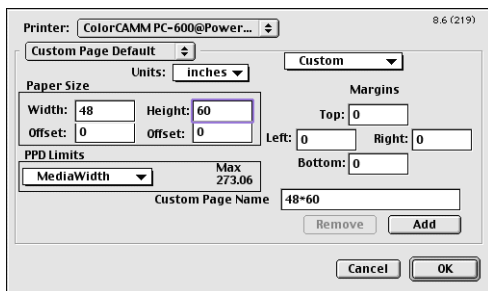 8.6 (219)
Printer: ColorCAMM PC-600@Power...
Custom Page Default
Units: inches
Custom
Paper Size
Margins
Width: 48 Height: 60
Top: 0
Offset: 0 Offset: 0
Left: 0 Right: 0
PPD Limits
Bottom: 0
MediaWidth
Max
273.06
Custom Page Name 48*60
Remove Add
Cancel OK